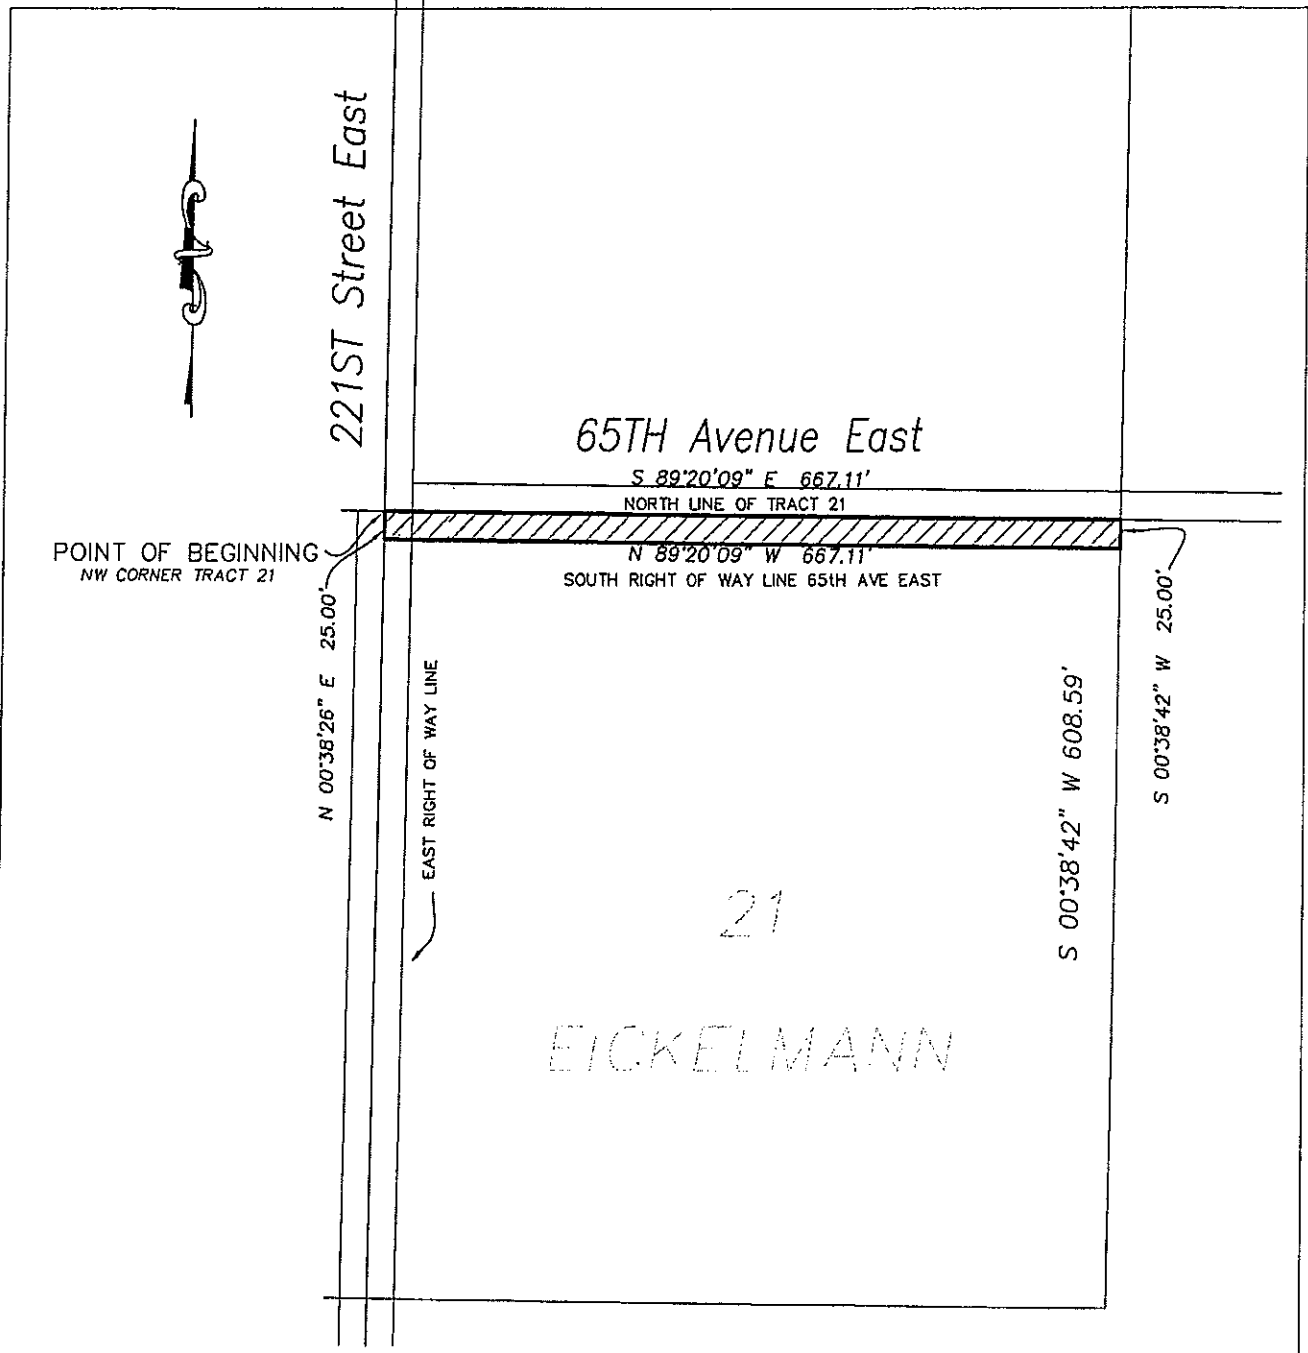 221ST Street East
65TH Avenue East
S 89°20'09" E 667.11'
NORTH LINE OF TRACT 21
POINT OF BEGINNING
NW CORNER TRACT 21
N 89°20'09" W 667.11'
SOUTH RIGHT OF WAY LINE 65tH AVE EAST
N 00°38'26" E 25.00'
EAST RIGHT OF WAY LINE
S 00°38'42" W 608.59'
S 00°38'42" W 25.00'
21
EICKELMANN